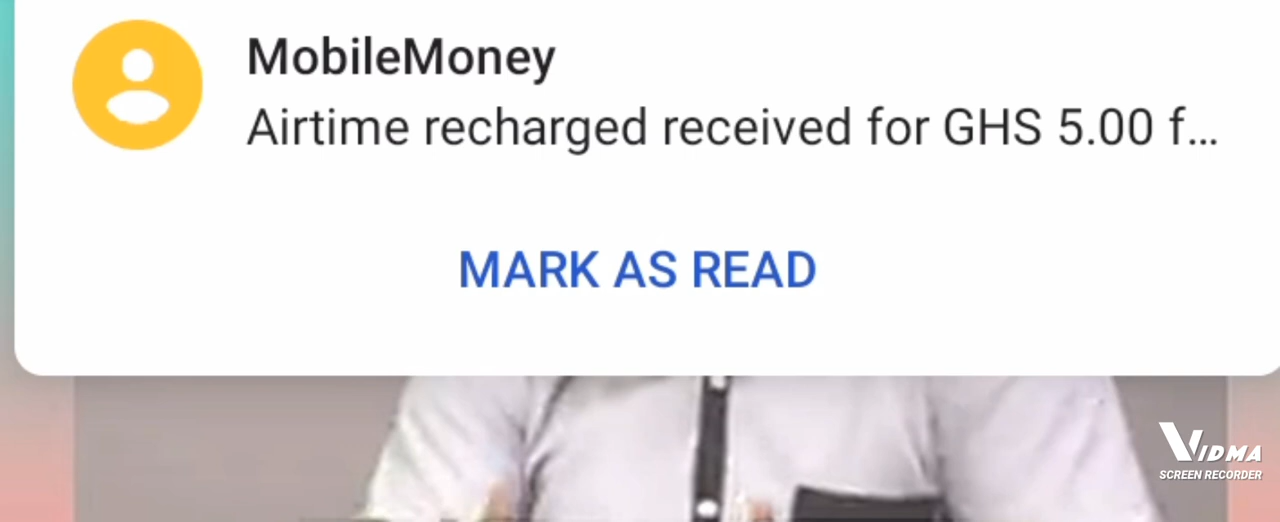 MobileMoney
Airtime recharged received for GHS 5.00 f...
MARK AS READ
VIDMA
SCREEN RECORDER